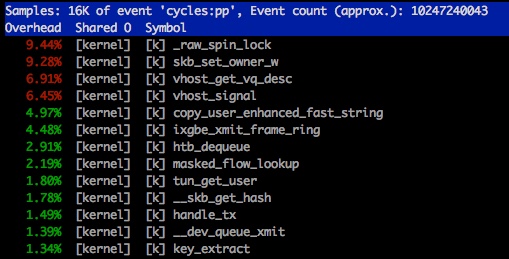 Samples: 16K of event 'cycles:pp', Event count (approx.): 10247240043
Overhead Shared O Symbol
9.44% [kernel] [k] _raw_spin_lock
9.28% [kernel] [k] skb_set_owner_w
6.91% [kernel] [k] vhost_get_vq_desc
6.45% [kernel] [k] vhost_signal
4.97% [kernel] [k] copy_user_enhanced_fast_string
4.48% [kernel] [k] ixgbe_xmit_frame_ring
2.91% [kernel] [k] htb_dequeue
2.19% [kernel] [k] masked_flow_lookup
1.80% [kernel] [k] tun_get_user
1.78% [kernel] [k] __skb_get_hash
1.49% [kernel] [k] handle_tx
1.39% [kernel] [k] __dev_queue_xmit
1.34% [kernel] [k] key_extract